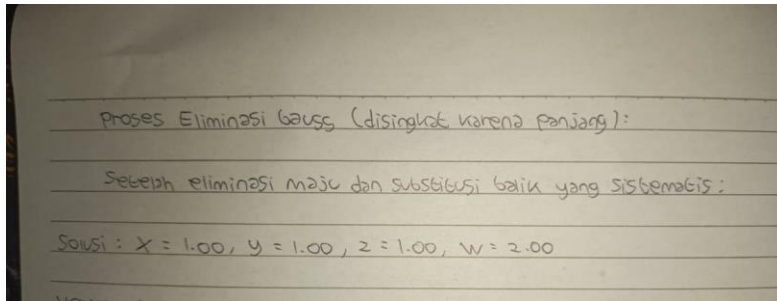 Proses Eliminasi Gauss (disingkat karena panjang):
Setelah eliminasi maju dan substitusi balik yang sistematis:
Solusi : x = 1.00, y = 1.00, z = 1.00, w = 2.00